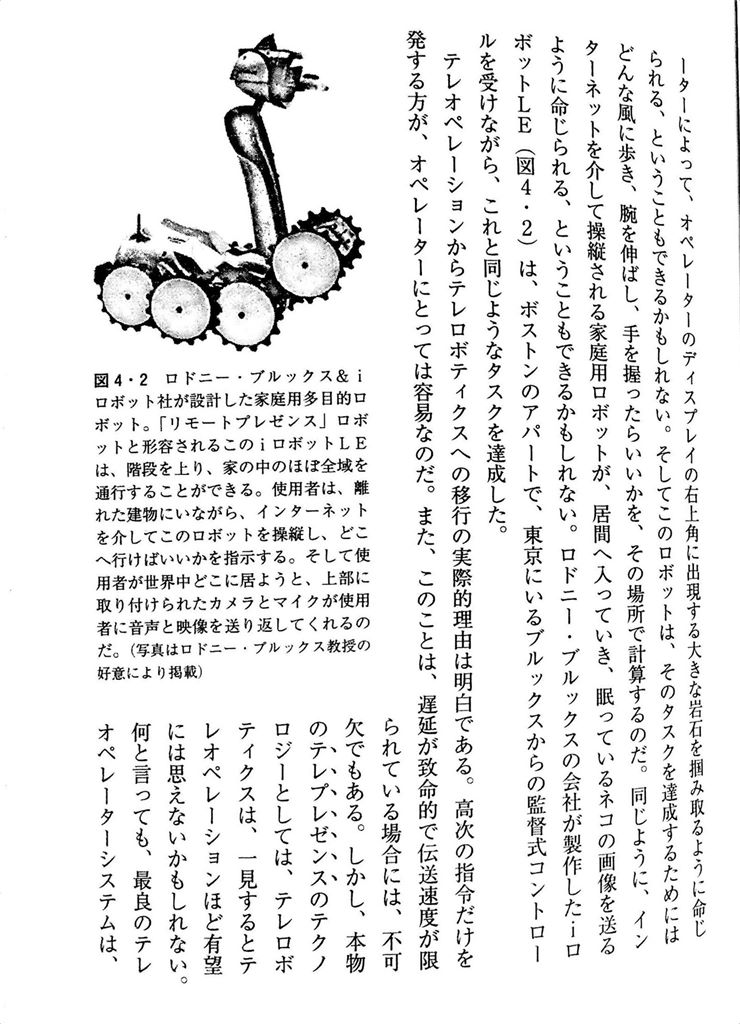 ーターによって、オペレーターのディスプレイの右上角に出現する大きな岩石を掴み取るように命じ
られる、ということもできるかもしれない。そしてこのロボットは、そのタスクを達成するためには
どんな風に歩き、腕を伸ばし、手を握ったらいいかを、その場所で計算するのだ。同じように、イン
ターネットを介して操縦される家庭用ロボットが、居間へ入っていき、眠っているネコの画像を送る
ように命じられる、ということもできるかもしれない。ロドニー・ブルックスの会社が製作したiロ
ボットLE（図4・2）は、ボストンのアパートで、東京にいるブルックスからの監督式コントロー
ルを受けながら、これと同じようなタスクを達成した。
テレオペレーションからテレロボティクスへの移行の実際的理由は明白である。高次の指令だけを
発する方が、オペレーターにとっては容易なのだ。また、このことは、遅延が致命的で伝送速度が限
られている場合には、不可
欠でもある。しかし、本物
のテレプレゼンスのテクノ
ロジーとしては、テレロボ
ティクスは、一見するとテ
レオペレーションほど有望
には思えないかもしれない。
何と言っても、最良のテレ
オペレーターシステムは、
図4・2 ロドニー・ブルックス&i
ロボット社が設計した家庭用多目的ロ
ボット。「リモートプレゼンス」ロボ
ットと形容されるこのiロボットLE
は、階段を上り、家の中のほぼ全域を
通行することができる。使用者は、離
れた建物にいながら、インターネット
を介してこのロボットを操縦し、どこ
へ行けばいいかを指示する。そして使
用者が世界中どこに居ようと、上部に
取り付けられたカメラとマイクが使用
者に音声と映像を送り返してくれるの
だ。（写真はロドニー・ブルックス教授の
好意により掲載）